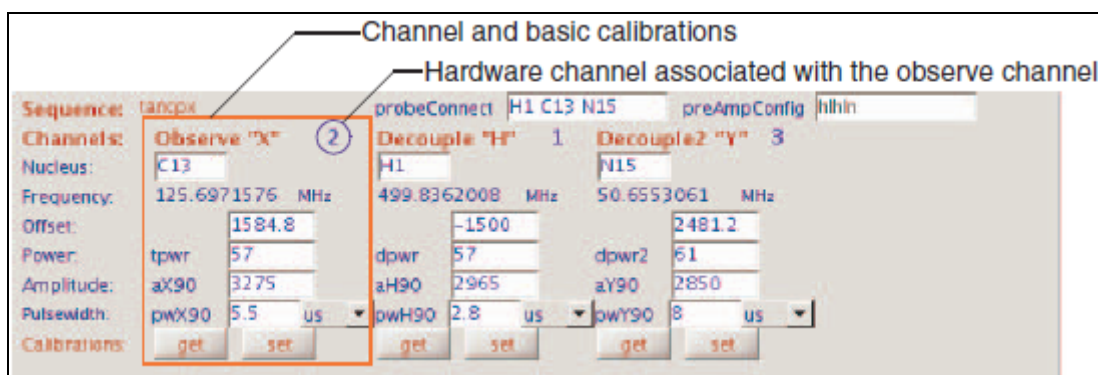 Channel and basic calibrations
Hardware channel associated with the observe channel
Sequence: tancpx probeConnect H1 C13 N15 preAmpConfig hlhln
Channels: Observe "X" 2 Decouple "H" 1 Decouple2 "Y" 3
Nucleus: C13 H1 N15
Frequency: 125.6971576 MHz 499.8362008 MHz 50.6553061 MHz
Offset: 1584.8 -1500 2481.2
Power: tpwr 57 dpwr 57 dpwr2 61
Amplitude: aX90 3275 aH90 2965 aY90 2850
Pulsewidth: pwX90 5.5 us pwH90 2.8 us pwY90 8 us
Calibrations: get set get set get set